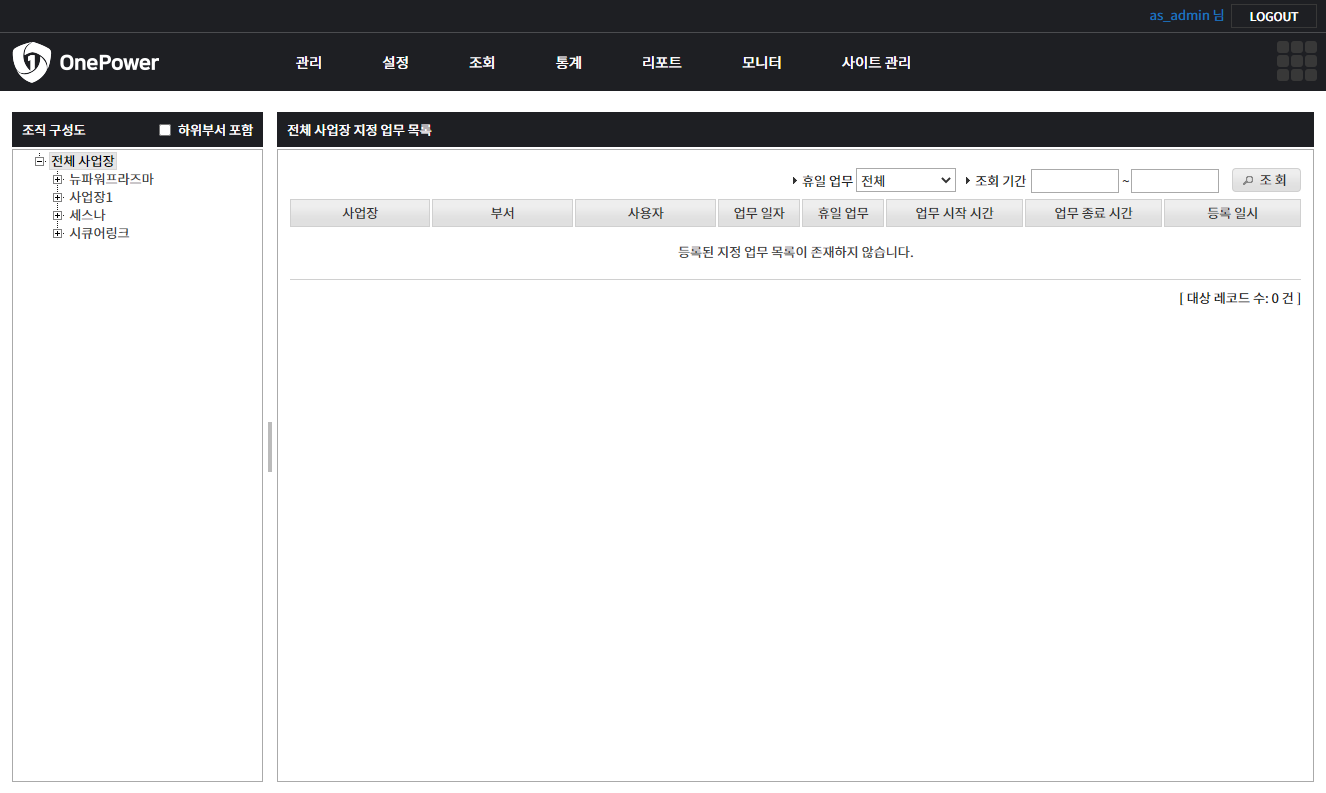 as_admin 님 LOGOUT
1 OnePower 관리 설정 조회 통계 리포트 모니터 사이트 관리
조직 구성도 하위부서 포함
전체 사업장
뉴파워프라즈마
사업장1
세스나
시큐어링크
전체 사업장 지정 업무 목록
휴일 업무 전체 조회 기간 ~ 조 회
사업장 부서 사용자 업무 일자 휴일 업무 업무 시작 시간 업무 종료 시간 등록 일시
등록된 지정 업무 목록이 존재하지 않습니다.
[ 대상 레코드 수: 0 건 ]